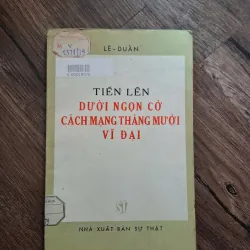 LÊ-DUẨN
TIẾN LÊN
DƯỚI NGỌN CỜ
CÁCH MẠNG THÁNG MƯỜI
VĨ ĐẠI
NHÀ XUẤT BẢN SỰ THẬT